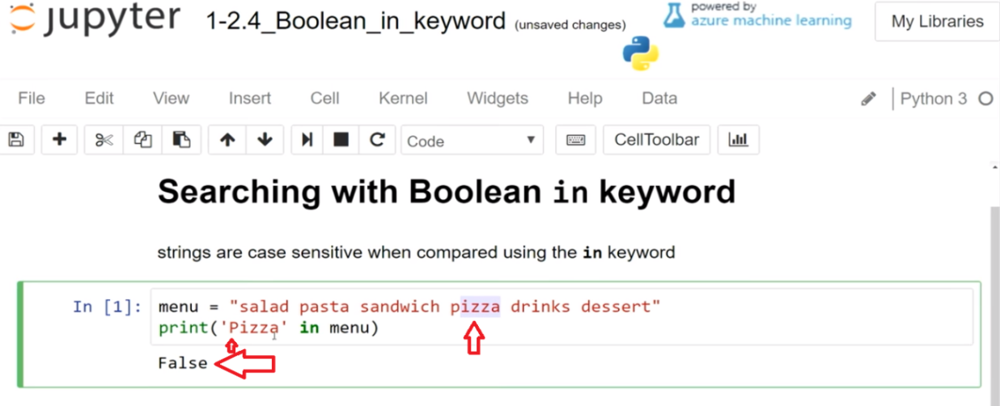 jupyter 1-2.4_Boolean_in_keyword (unsaved changes)
powered by
azure machine learning
My Libraries
File Edit View Insert Cell Kernel Widgets Help Data Python 3
Code CellToolbar
Searching with Boolean in keyword
strings are case sensitive when compared using the in keyword
In [1]: menu = "salad pasta sandwich pizza drinks dessert"
print('Pizza' in menu)
False